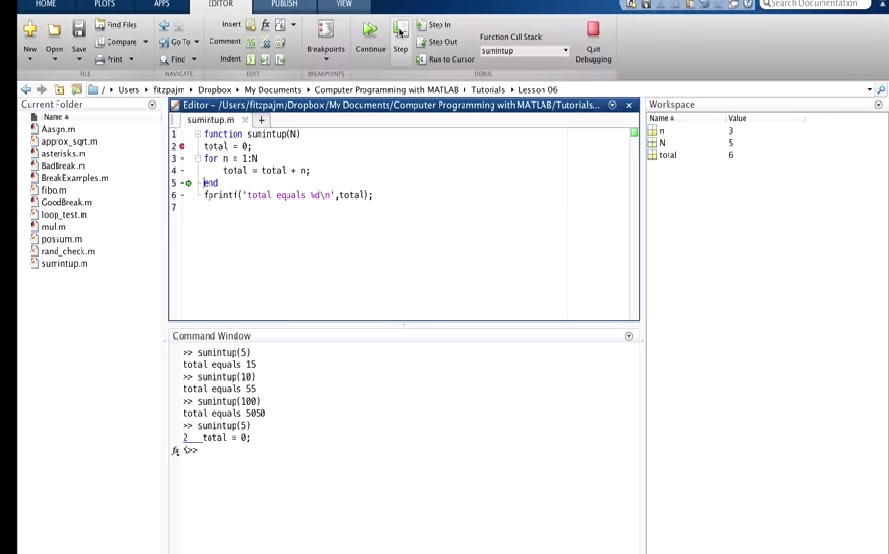 HOME PLOTS EDITOR PUBLISH VIEW
Search Documentation
New Open Save
Find Files
Compare
Print
Go To
Find
Insert fx
Comment
Indent
Breakpoints
Continue
Step
Step In
Step Out
Run to Cursor
Function Call Stack:
sumintup
Quit Debugging
FILE NAVIGATE EDIT BREAKPOINTS DEBUG
/ Users fitzpajm Dropbox My Documents Computer Programming with MATLAB Tutorials Lesson 06
Current Folder
Name
Aasgn.m
approx_sqrt.m
asterisks.m
BadBreak.m
BreakExamples.m
fibo.m
GoodBreak.m
loop_test.m
mul.m
possum.m
rand_check.m
sumintup.m
Editor – /Users/fitzpajm/Dropbox/My Documents/Computer Programming with MATLAB/Tutorials...
sumintup.m × +
1 function sumintup(N)
2 total = 0;
3 – for n = 1:N
4 – total = total + n;
5 – end
6 – fprintf('total equals %d\n',total);
7
Command Window
>> sumintup(5)
total equals 15
>> sumintup(10)
total equals 55
>> sumintup(100)
total equals 5050
>> sumintup(5)
2 total = 0;
fx K>>
Workspace
Name Value
n 3
N 5
total 6